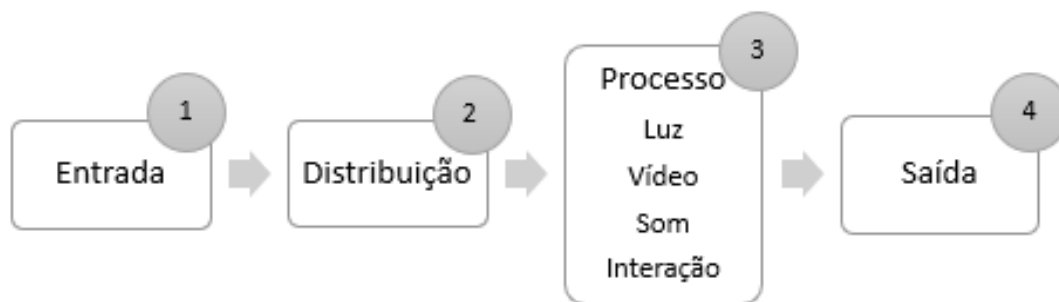 1
Entrada
2
Distribuição
3
Processo
Luz
Vídeo
Som
Interação
4
Saída